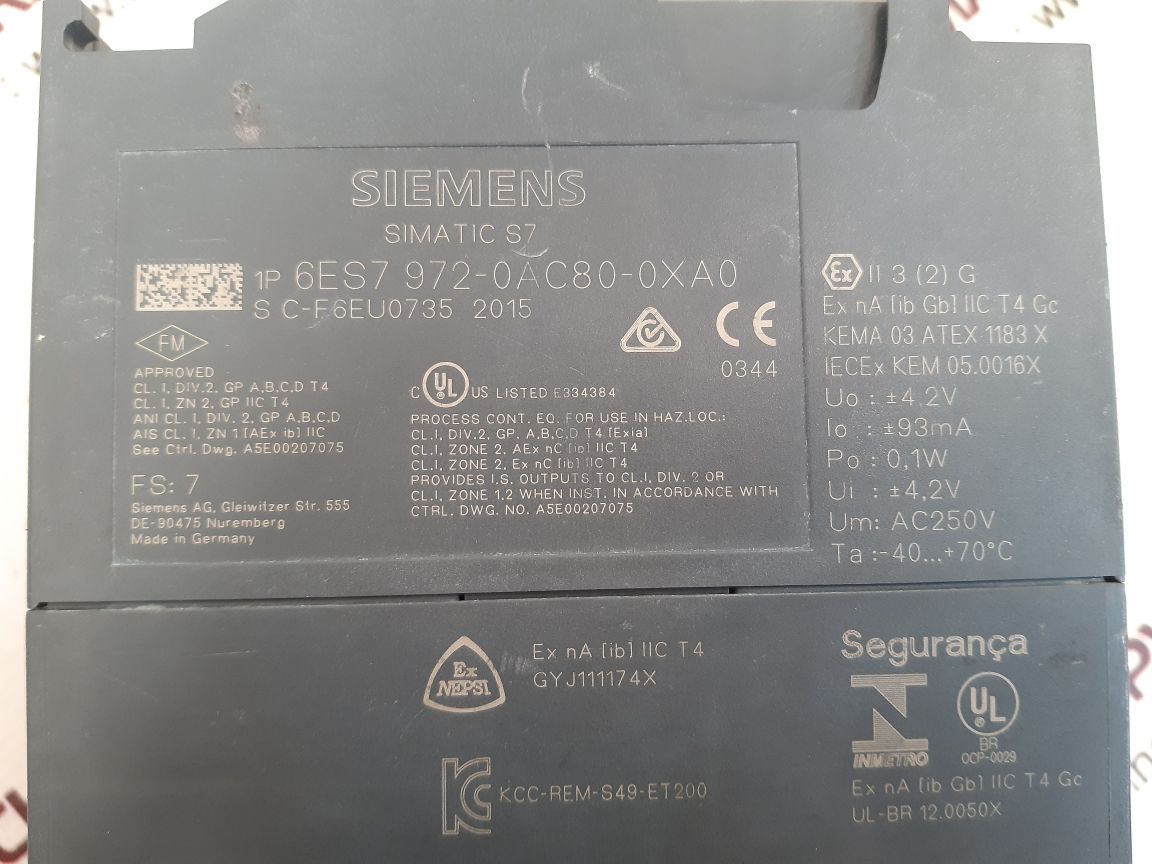 SIEMENS
SIMATIC S7
1P 6ES7 972-0AC80-0XA0
S C-F6EU0735 2015
FM
APPROVED
CL. I, DIV.2, GP A,B,C,D T4
CL. I, ZN 2, GP IIC T4
ANI CL. I, DIV. 2, GP A,B,C,D
AIS CL. I, ZN 1 [AEx ib] IIC
See Ctrl. Dwg. A5E00207075
FS: 7
Siemens AG, Gleiwitzer Str. 555
DE-90475 Nuremberg
Made in Germany
CE
0344
C UL US LISTED E334384
PROCESS CONT. EQ. FOR USE IN HAZ.LOC.:
CL.I, DIV.2, GP. A,B,C,D T4 [Exia]
CL.I, ZONE 2, AEx nC [ib] IIC T4
CL.I, ZONE 2, Ex nC [ib] IIC T4
PROVIDES I.S. OUTPUTS TO CL.I, DIV. 2 OR
CL.I, ZONE 1,2 WHEN INST. IN ACCORDANCE WITH
CTRL. DWG. NO. A5E00207075
Ex II 3 (2) G
Ex nA [ib Gb] IIC T4 Gc
KEMA 03 ATEX 1183 X
IECEx KEM 05.0016X
Uo : ±4,2V
Io : ±93mA
Po : 0,1W
Ui : ±4,2V
Um: AC250V
Ta :-40...+70°C
Ex
NEPSI
Ex nA [ib] IIC T4
GYJ111174X
KCC-REM-S49-ET200
Segurança
INMETRO
UL
BR
OCP-0029
Ex nA [ib Gb] IIC T4 Gc
UL-BR 12.0050X